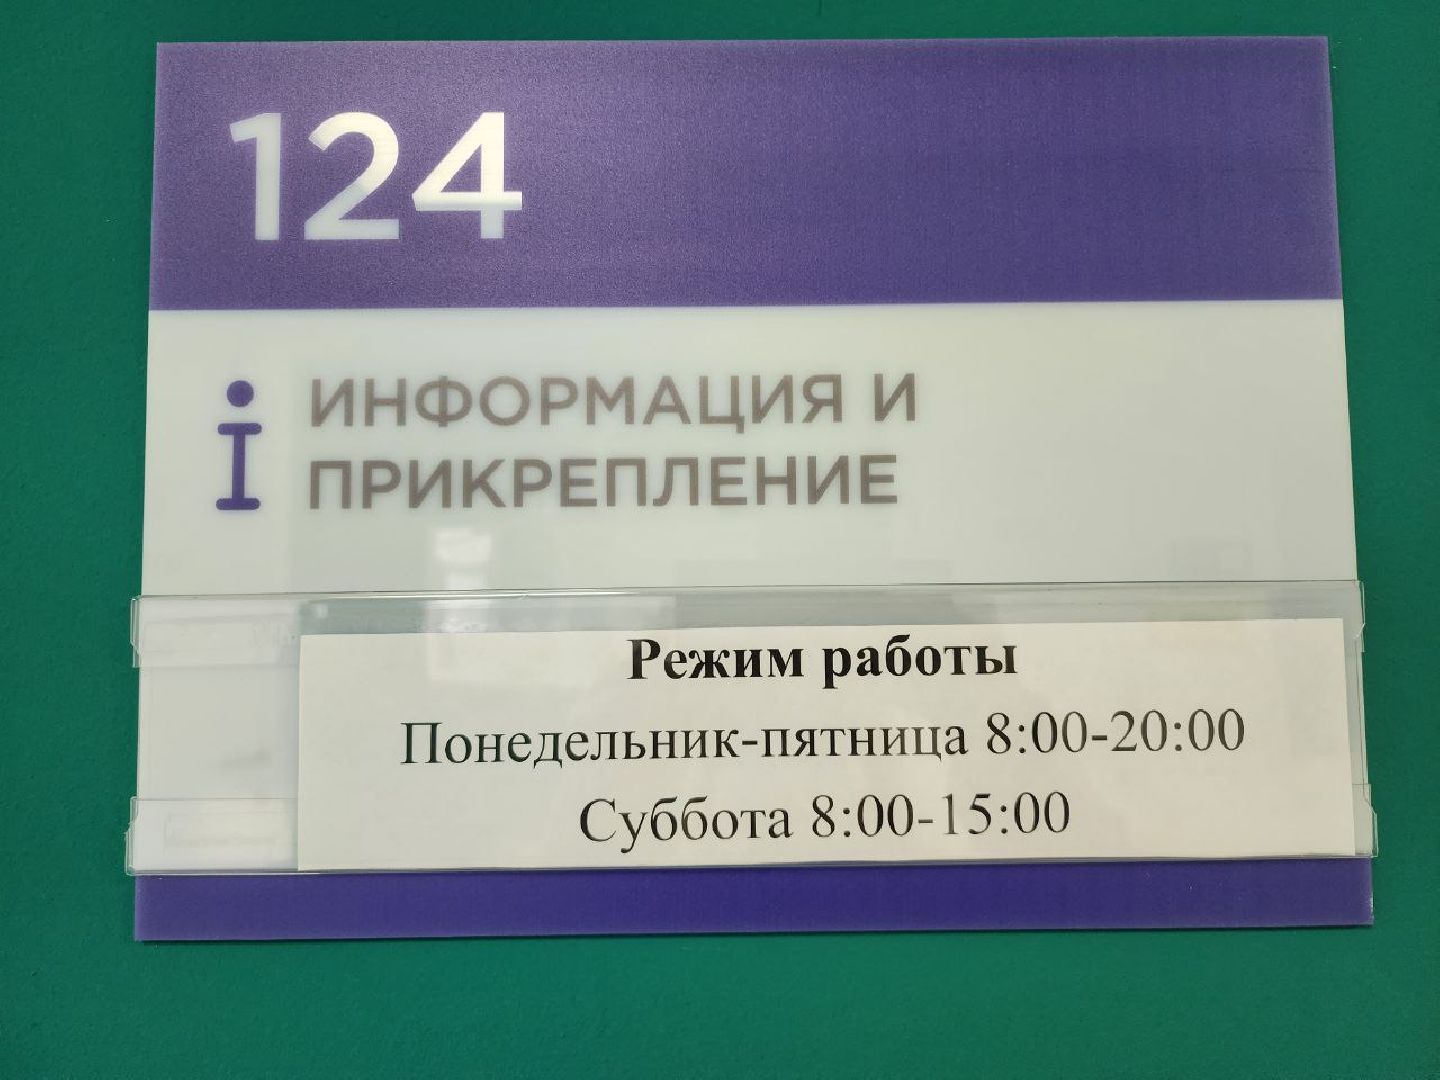 124
i ИНФОРМАЦИЯ И
ПРИКРЕПЛЕНИЕ
Режим работы
Понедельник-пятница 8:00-20:00
Суббота 8:00-15:00